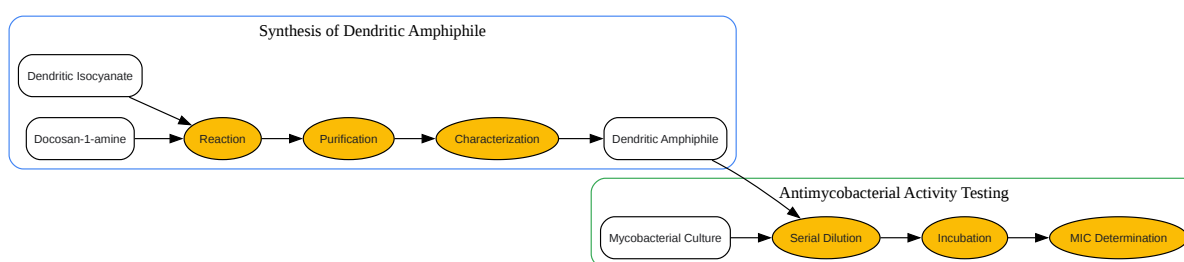 Synthesis of Dendritic Amphiphile
Dendritic Isocyanate
Docosan-1-amine
Reaction
Purification
Characterization
Dendritic Amphiphile
Antimycobacterial Activity Testing
Mycobacterial Culture
Serial Dilution
Incubation
MIC Determination